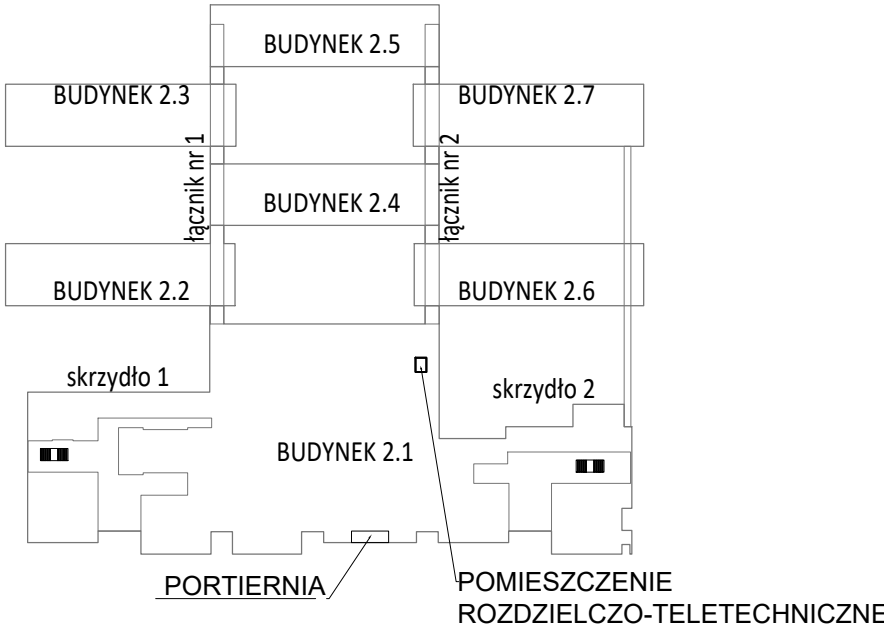 BUDYNEK 2.5
BUDYNEK 2.3
BUDYNEK 2.7
łącznik nr 1
łącznik nr 2
BUDYNEK 2.4
BUDYNEK 2.2
BUDYNEK 2.6
skrzydło 1
skrzydło 2
BUDYNEK 2.1
PORTIERNIA
POMIESZCZENIE
ROZDZIELCZO-TELETECHNICZNE